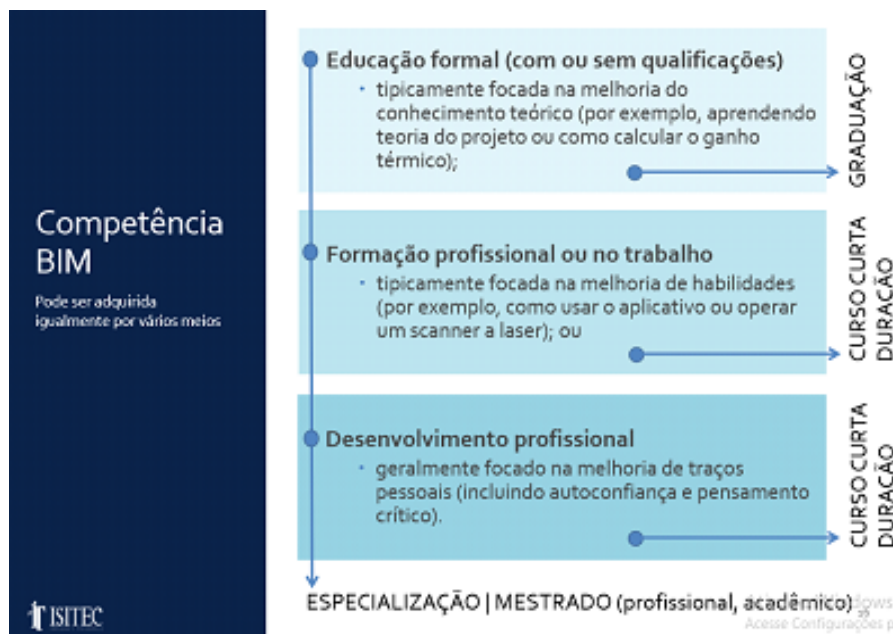 Competência
BIM
Pode ser adquirida
igualmente por vários meios
ISITEC
Educação formal (com ou sem qualificações)
• tipicamente focada na melhoria do
conhecimento teórico (por exemplo, aprendendo
teoria do projeto ou como calcular o ganho
térmico);
GRADUAÇÃO
Formação profissional ou no trabalho
• tipicamente focada na melhoria de habilidades
(por exemplo, como usar o aplicativo ou operar
um scanner a laser); ou
CURSO CURTA
DURAÇÃO
Desenvolvimento profissional
• geralmente focado na melhoria de traços
pessoais (incluindo autoconfiança e pensamento
crítico).
CURSO CURTA
DURAÇÃO
ESPECIALIZAÇÃO | MESTRADO (profissional, acadêmico)
Acesse Configurações p